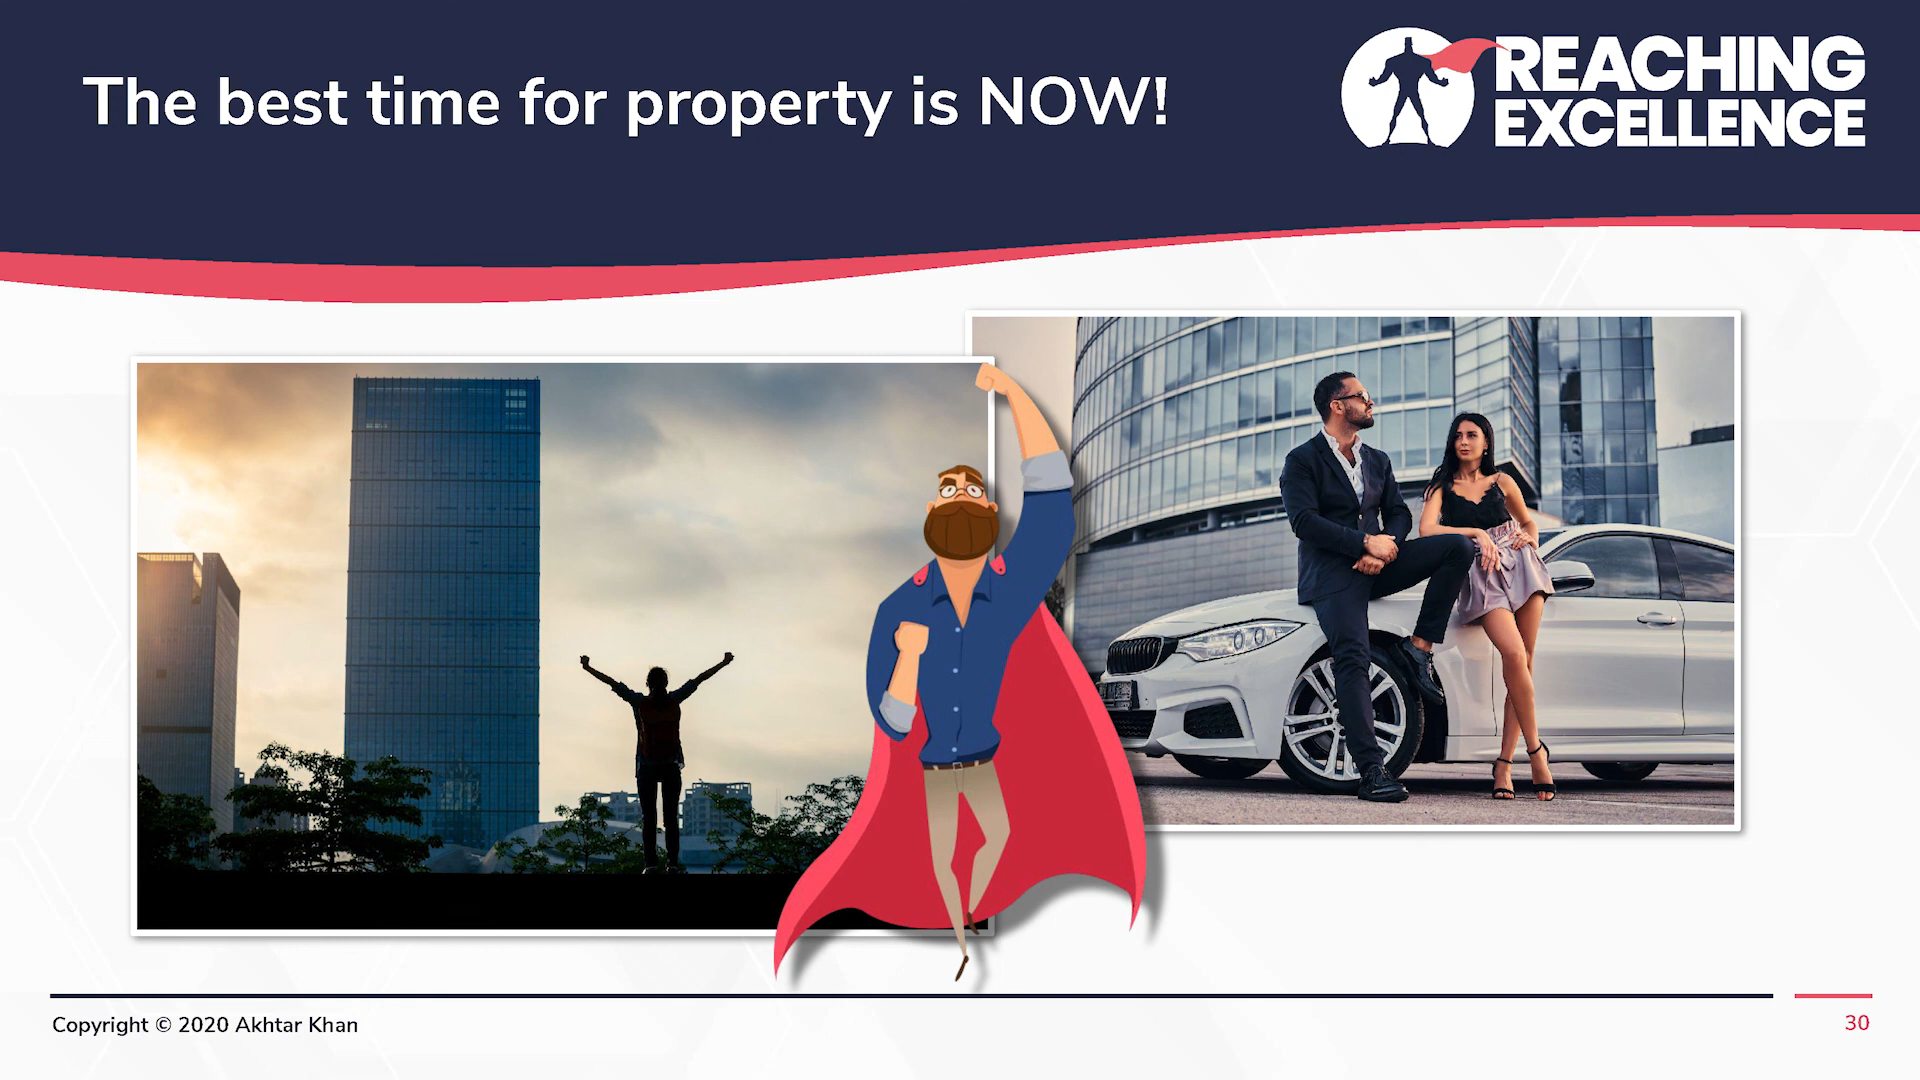 The best time for property is NOW!
REACHING
EXCELLENCE
Copyright © 2020 Akhtar Khan
30